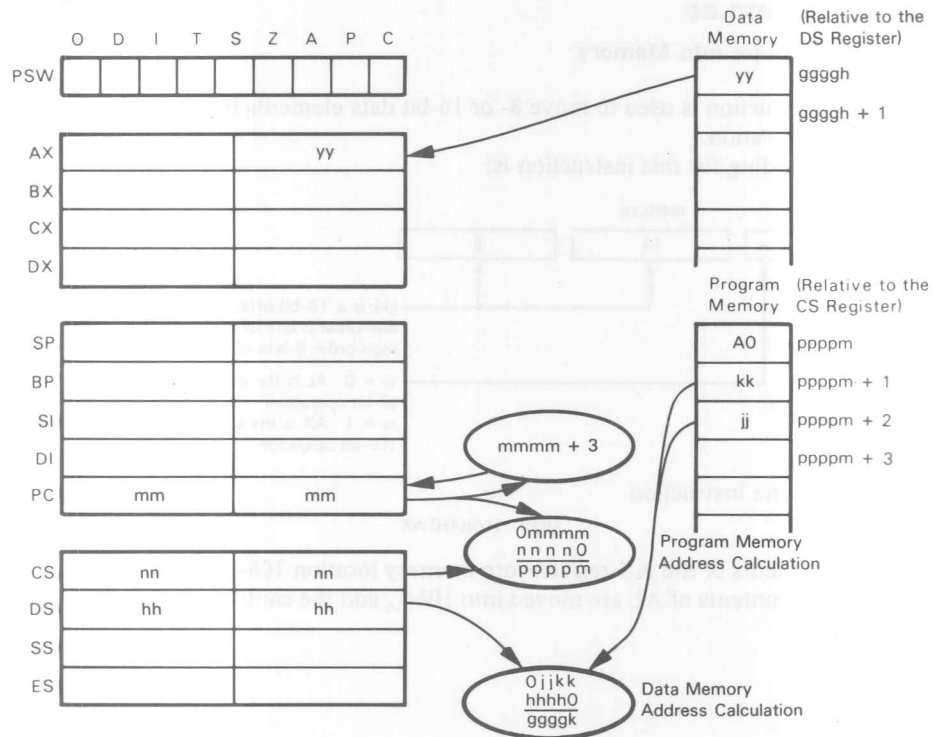 Data Memory (Relative to the DS Register)
O D I T S Z A P C
PSW
yy ggggh
ggggh + 1
AX yy
BX
CX
DX
Program Memory (Relative to the CS Register)
SP
A0 ppppm
BP
kk ppppm + 1
SI
jj ppppm + 2
DI
mmmm + 3
ppppm + 3
PC mm mm
0mmmm
nnnn0
ppppm
Program Memory
Address Calculation
CS nn nn
DS hh hh
SS
ES
0jjkk
hhhh0
ggggk
Data Memory
Address Calculation